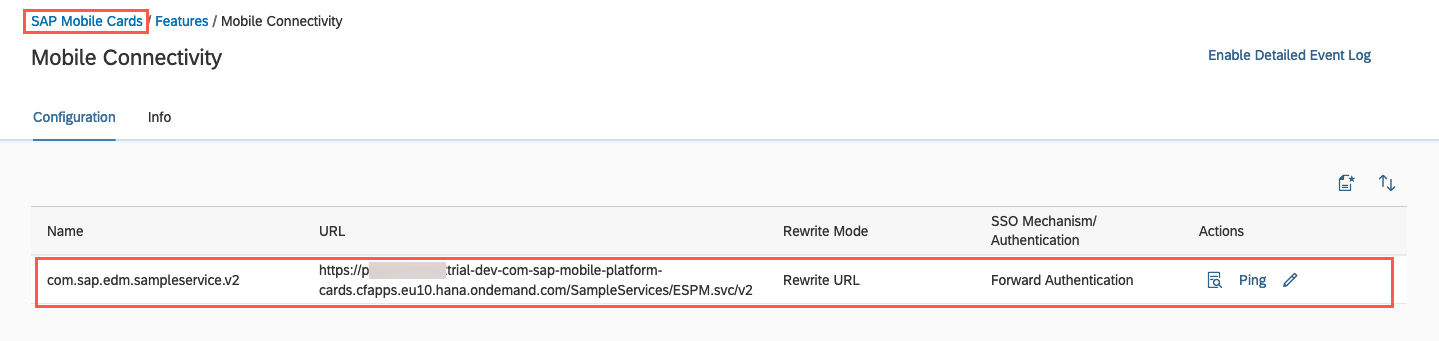 SAP Mobile Cards / Features / Mobile Connectivity
Mobile Connectivity
Enable Detailed Event Log
Configuration Info
Name URL Rewrite Mode SSO Mechanism/
Authentication Actions
com.sap.edm.sampleservice.v2 https://p trial-dev-com-sap-mobile-platform-
cards.cfapps.eu10.hana.ondemand.com/SampleServices/ESPM.svc/v2 Rewrite URL Forward Authentication Ping